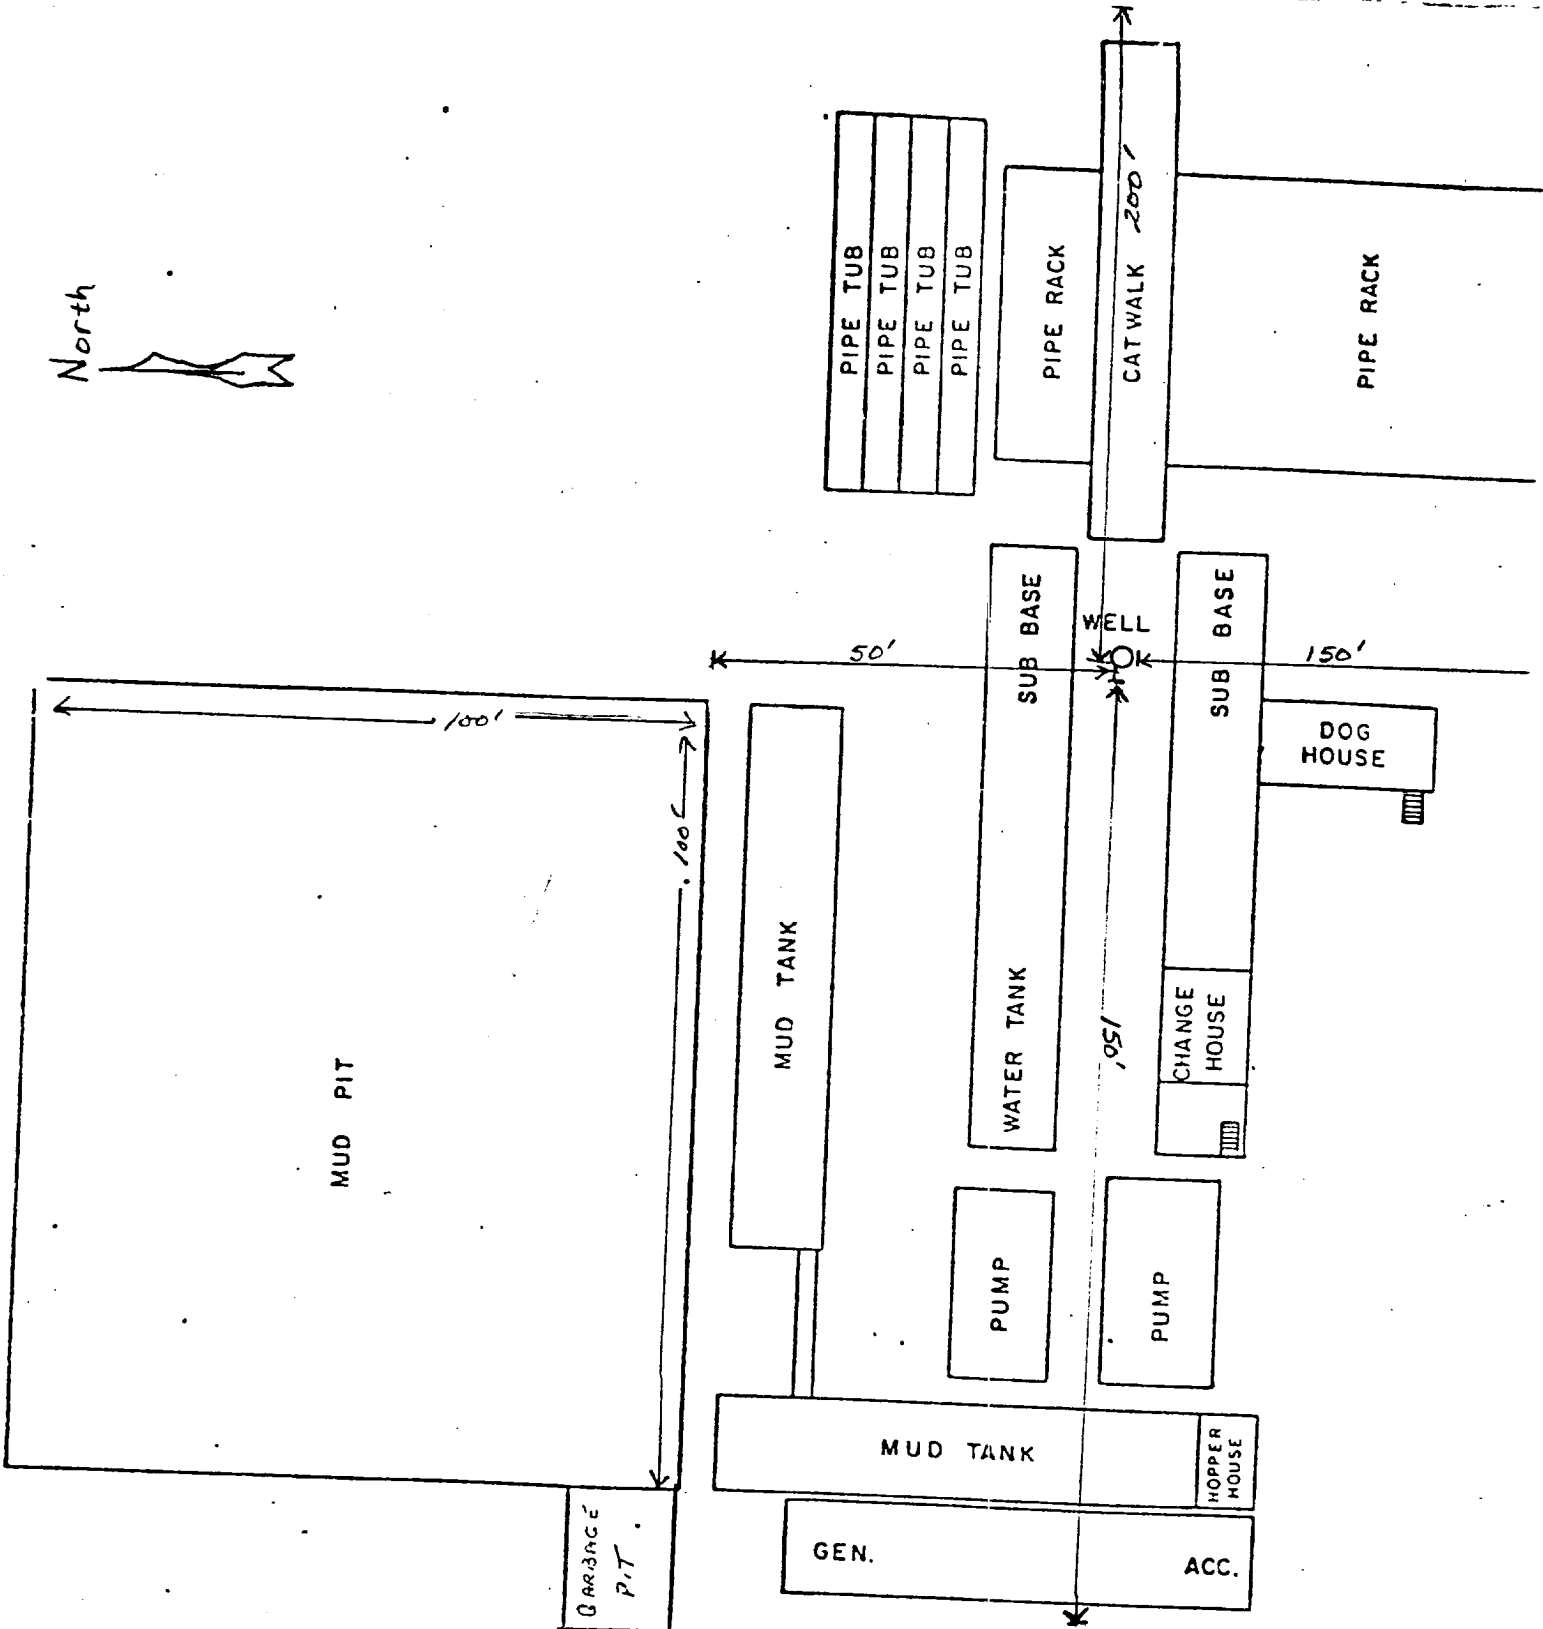 North
PIPE TUB
PIPE TUB
PIPE TUB
PIPE TUB
PIPE RACK
CATWALK
200'
PIPE RACK
SUB BASE
WELL
SUB BASE
50'
150'
DOG
HOUSE
100'
100'
MUD PIT
MUD TANK
WATER TANK
150'
CHANGE
HOUSE
PUMP
PUMP
MUD TANK
HOPPER
HOUSE
GARBAGE
PIT.
GEN.
ACC.